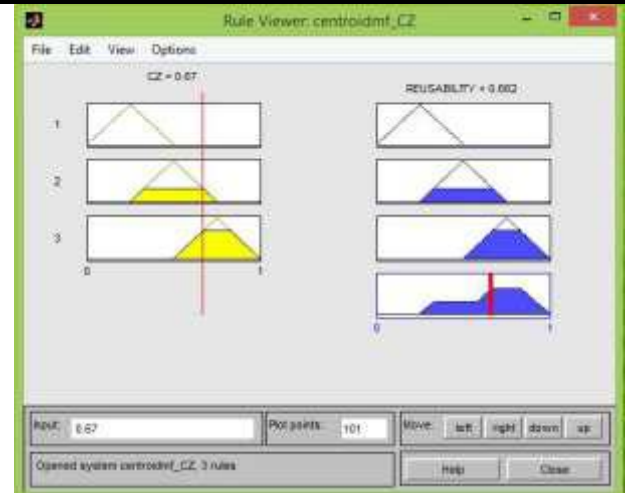 Rule Viewer: centroidmf_CZ
File Edit View Options
CZ = 0.67
REUSABILITY = 0.662
1
2
3
0 1
0 1
Input: 0.67
Plot points: 101
Move: left right down up
Opened system centroidmf_CZ, 3 rules
Help Close